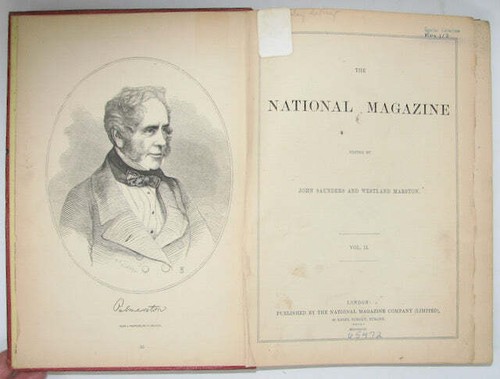 Palmerston
THE
NATIONAL MAGAZINE
EDITED BY
JOHN SAUNDERS AND WESTLAND MARSTON.
VOL. II.
LONDON:
PUBLISHED BY THE NATIONAL MAGAZINE COMPANY (LIMITED),